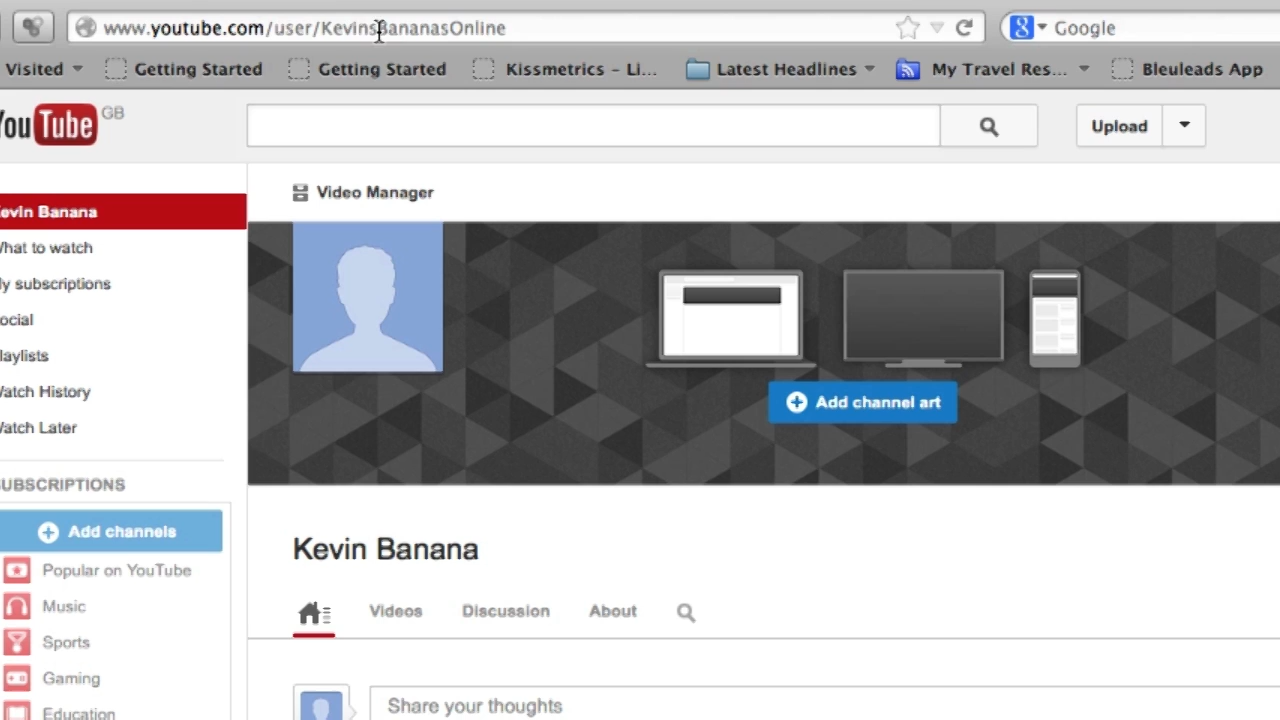 www.youtube.com/user/KevinsBananasOnline
Google
Visited
Getting Started
Getting Started
Kissmetrics - Li...
Latest Headlines
My Travel Res...
Bleuleads App
YouTube GB
Upload
Video Manager
evin Banana
hat to watch
y subscriptions
ocial
laylists
atch History
atch Later
UBSCRIPTIONS
Add channels
Popular on YouTube
Music
Sports
Gaming
Education
Add channel art
Kevin Banana
Videos
Discussion
About
Share your thoughts